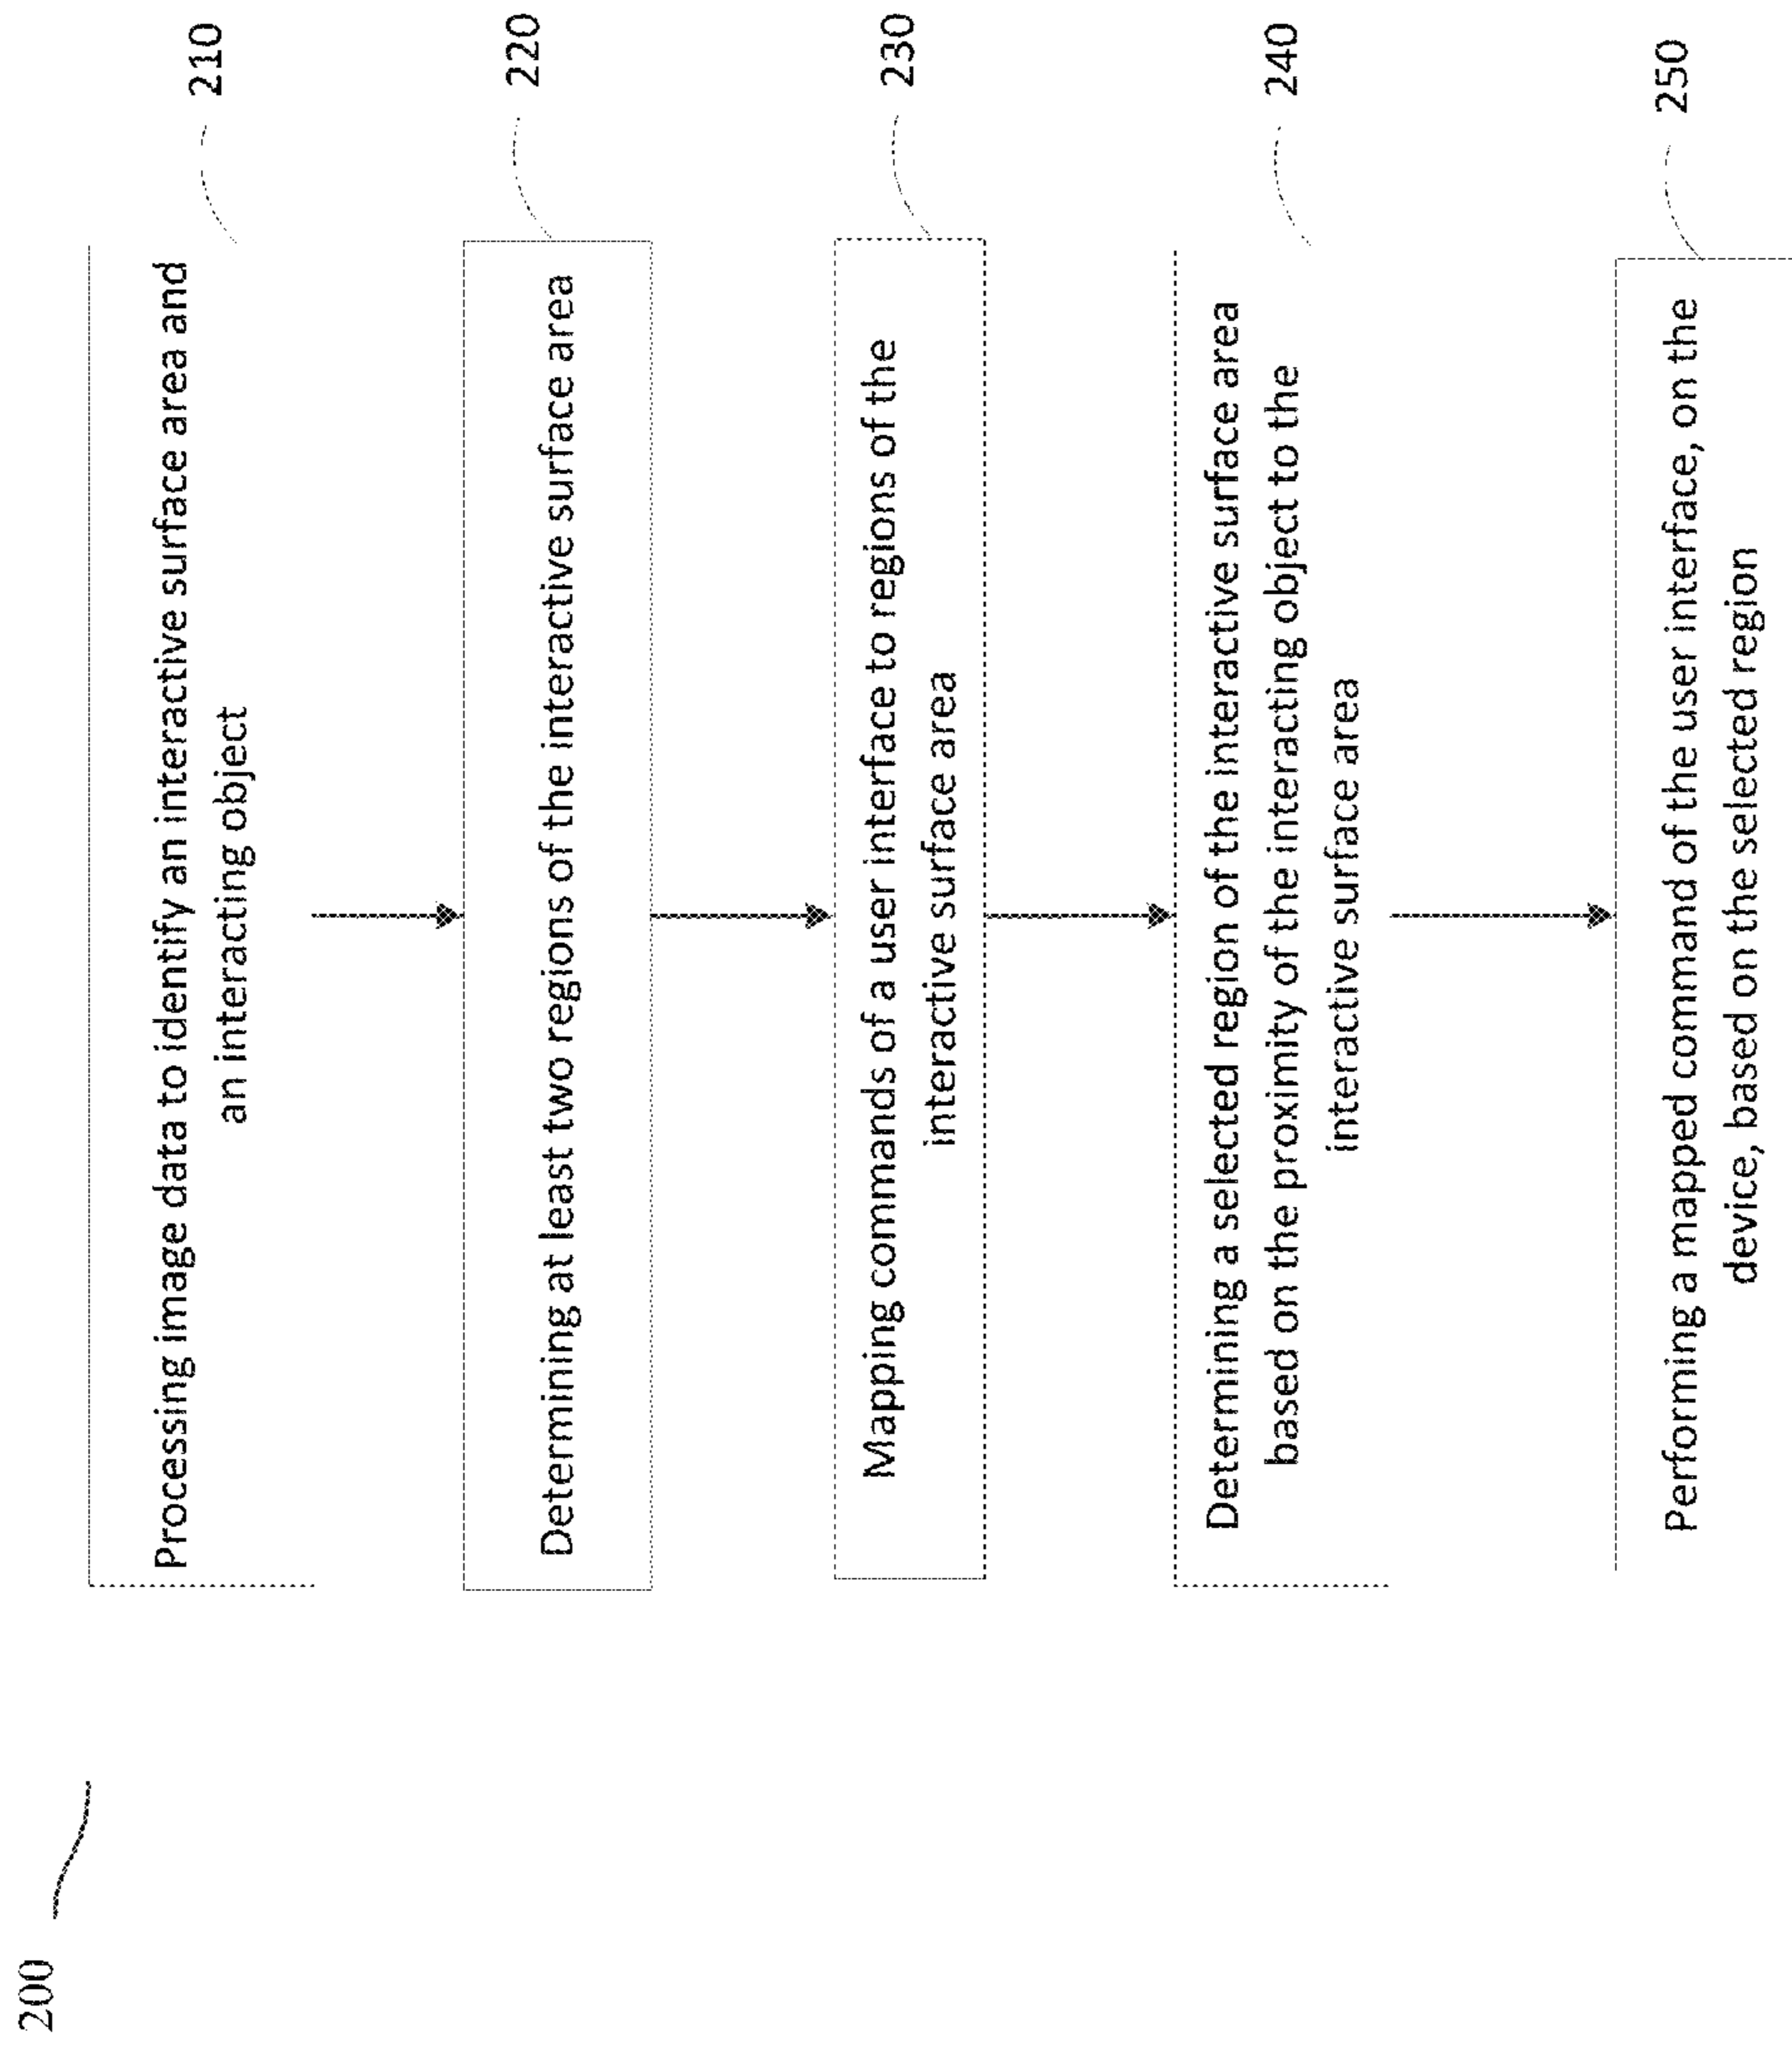 200
Processing image data to identify an interactive surface area and
an interacting object
210
Determining at least two regions of the interactive surface area
220
Mapping commands of a user interface to regions of the
interactive surface area
230
Determining a selected region of the interactive surface area
based on the proximity of the interacting object to the
interactive surface area
240
Performing a mapped command of the user interface, on the
device, based on the selected region
250